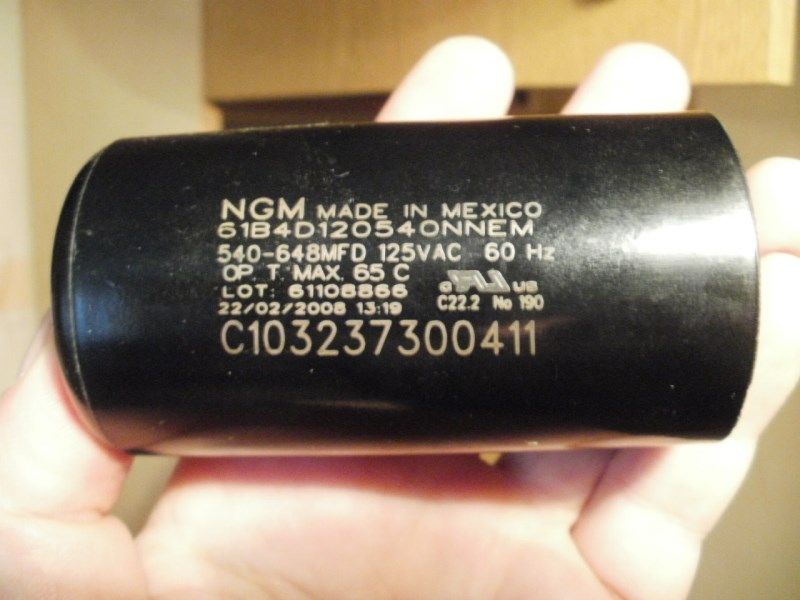 NGM MADE IN MEXICO
61B4D120540NNEM
540-648MFD 125VAC 60 Hz
OP. T. MAX. 65 C
LOT: 61108866
22/02/2008 13:19
C22.2 No 190
C103237300411